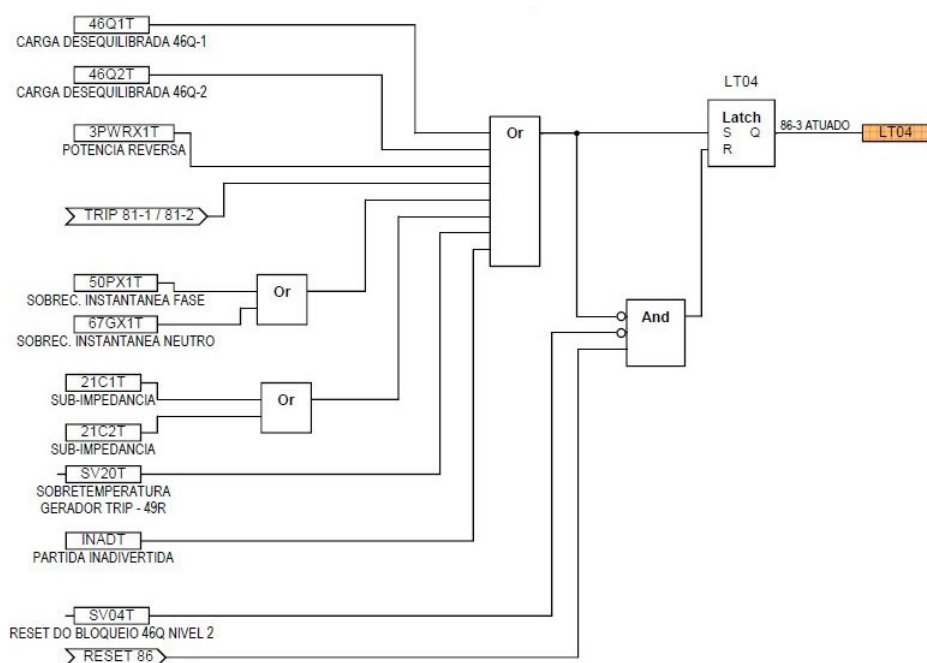 46Q1T
CARGA DESEQUILIBRADA 46Q-1
46Q2T
CARGA DESEQUILIBRADA 46Q-2
3PWRX1T
POTENCIA REVERSA
TRIP 81-1 / 81-2
50PX1T
SOBREC. INSTANTANEA FASE
67GX1T
SOBREC. INSTANTANEA NEUTRO
Or
21C1T
SUB-IMPEDANCIA
21C2T
SUB-IMPEDANCIA
Or
SV20T
SOBRETEMPERATURA
GERADOR TRIP - 49R
INADT
PARTIDA INADIVERTIDA
SV04T
RESET DO BLOQUEIO 46Q NIVEL 2
RESET 86
Or
And
LT04
Latch
S Q
R
86-3 ATUADO
LT04